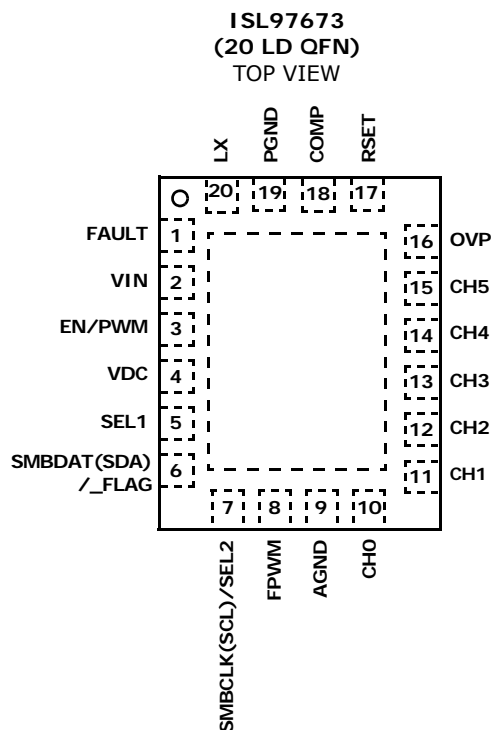 ISL97673
(20 LD QFN)
TOP VIEW
LX
PGND
COMP
RSET
20
19
18
17
FAULT
1
VIN
2
EN/PWM
3
VDC
4
SEL1
5
SMBDAT(SDA)
/_FLAG
6
16
OVP
15
CH5
14
CH4
13
CH3
12
CH2
11
CH1
7
8
9
10
SMBCLK(SCL)/SEL2
FPWM
AGND
CH0